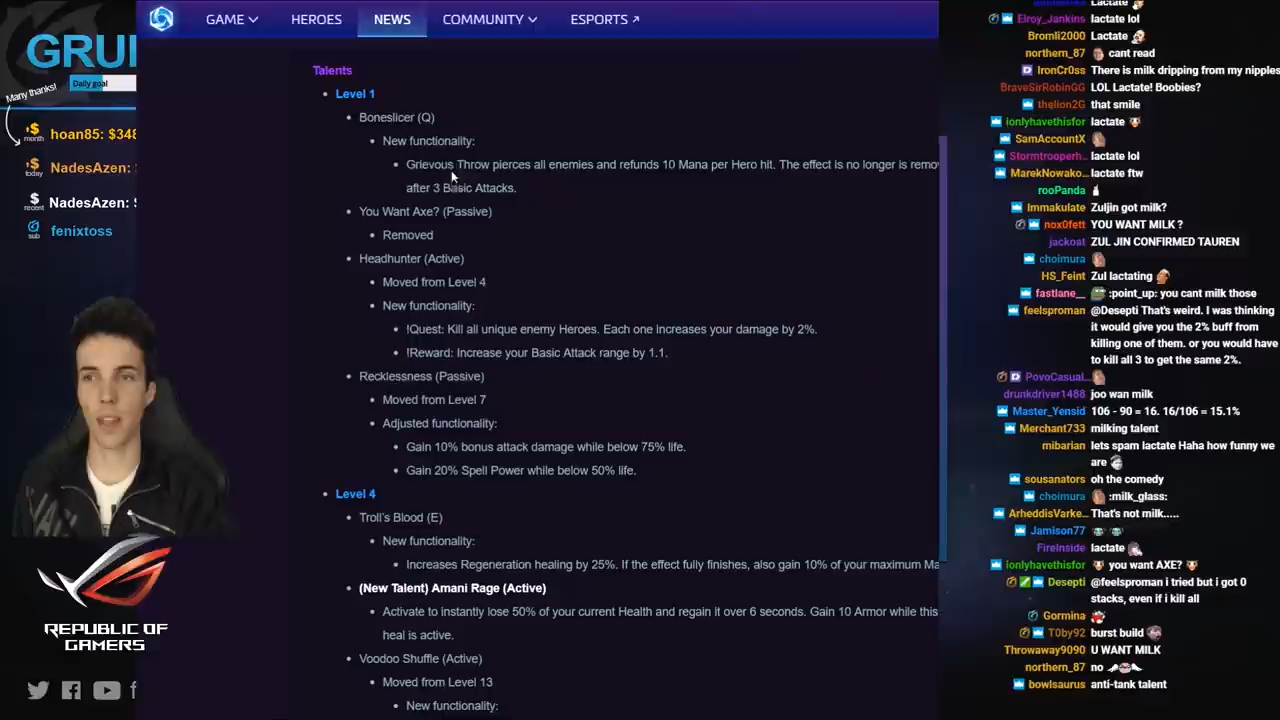 GAME HEROES NEWS COMMUNITY ESPORTS ↗
GRU
Daily goal
Many thanks!
$ month hoan85: $348
$ today NadesAzen:
$ recent NadesAzen: $
sub fenixtoss
Talents
Level 1
Boneslicer (Q)
New functionality:
Grievous Throw pierces all enemies and refunds 10 Mana per Hero hit. The effect is no longer is remo
after 3 Basic Attacks.
You Want Axe? (Passive)
Removed
Headhunter (Active)
Moved from Level 4
New functionality:
!Quest: Kill all unique enemy Heroes. Each one increases your damage by 2%.
!Reward: Increase your Basic Attack range by 1.1.
Recklessness (Passive)
Moved from Level 7
Adjusted functionality:
Gain 10% bonus attack damage while below 75% life.
Gain 20% Spell Power while below 50% life.
Level 4
Troll's Blood (E)
New functionality:
Increases Regeneration healing by 25%. If the effect fully finishes, also gain 10% of your maximum Ma
(New Talent) Amani Rage (Active)
Activate to instantly lose 50% of your current Health and regain it over 6 seconds. Gain 10 Armor while this
heal is active.
Voodoo Shuffle (Active)
Moved from Level 13
New functionality:
REPUBLIC OF
GAMERS
Lactate
Elroy_Jankins lactate lol
Bromli2000 Lactate
northern_87 cant read
IronCr0ss There is milk dripping from my nipples
BraveSirRobinGG LOL Lactate! Boobies?
thelion2G that smile
ionlyhavethisfor lactate
SamAccountX
Stormtrooperh... lactate lol
MarekNowako... lactate ftw
rooPanda
Immakulate Zuljin got milk?
nox0fett YOU WANT MILK ?
jackoat ZUL JIN CONFIRMED TAUREN
choimura
HS_Feint Zul lactating
fastlane__ :point_up: you cant milk those
feelsproman @Desepti That's weird. I was thinking
it would give you the 2% buff from
killing one of them. or you would have
to kill all 3 to get the same 2%.
PovoCasual...
drunkdriver1488 joo wan milk
Master_Yensid 106 - 90 = 16. 16/106 = 15.1%
Merchant733 milking talent
mibarian lets spam lactate Haha how funny we
are
sousanators oh the comedy
choimura :milk_glass:
ArheddisVarke... That's not milk.....
Jamison77
FireInside lactate
ionlyhavethisfor you want AXE?
Desepti @feelsproman i tried but i got 0
stacks, even if i kill all
Gormina
T0by92 burst build
Throwaway9090 U WANT MILK
northern_87 no
bowlsaurus anti-tank talent